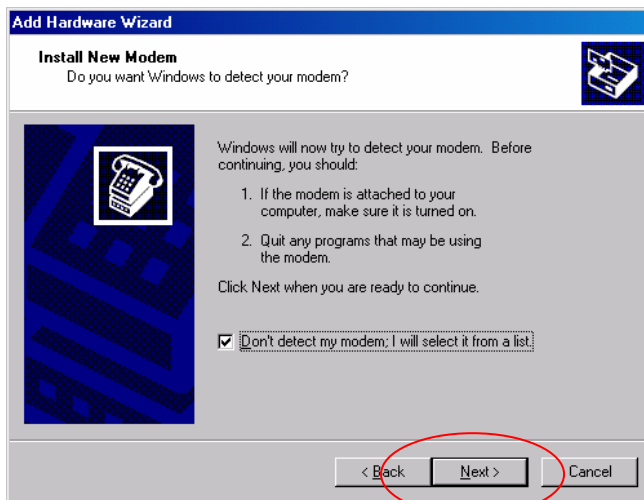 Add Hardware Wizard
Install New Modem
Do you want Windows to detect your modem?
Windows will now try to detect your modem. Before
continuing, you should:
1. If the modem is attached to your
computer, make sure it is turned on.
2. Quit any programs that may be using
the modem.
Click Next when you are ready to continue.
Don't detect my modem; I will select it from a list.
< Back Next > Cancel